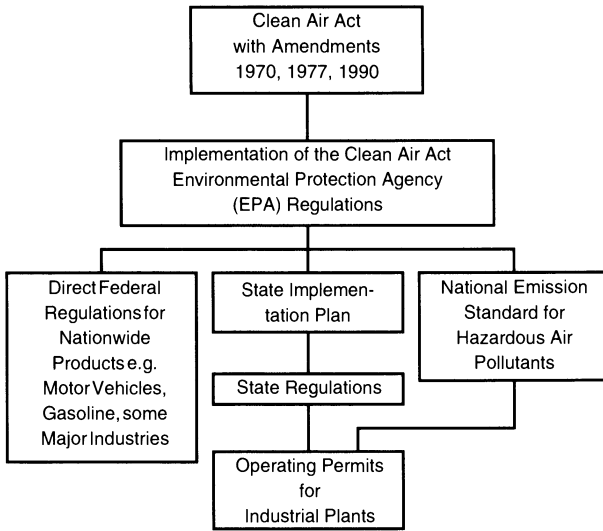 Clean Air Act
with Amendments
1970, 1977, 1990
Implementation of the Clean Air Act
Environmental Protection Agency
(EPA) Regulations
Direct Federal
Regulations for
Nationwide
Products e.g.
Motor Vehicles,
Gasoline, some
Major Industries
State Implemen-
tation Plan
State Regulations
National Emission
Standard for
Hazardous Air
Pollutants
Operating Permits
for
Industrial Plants